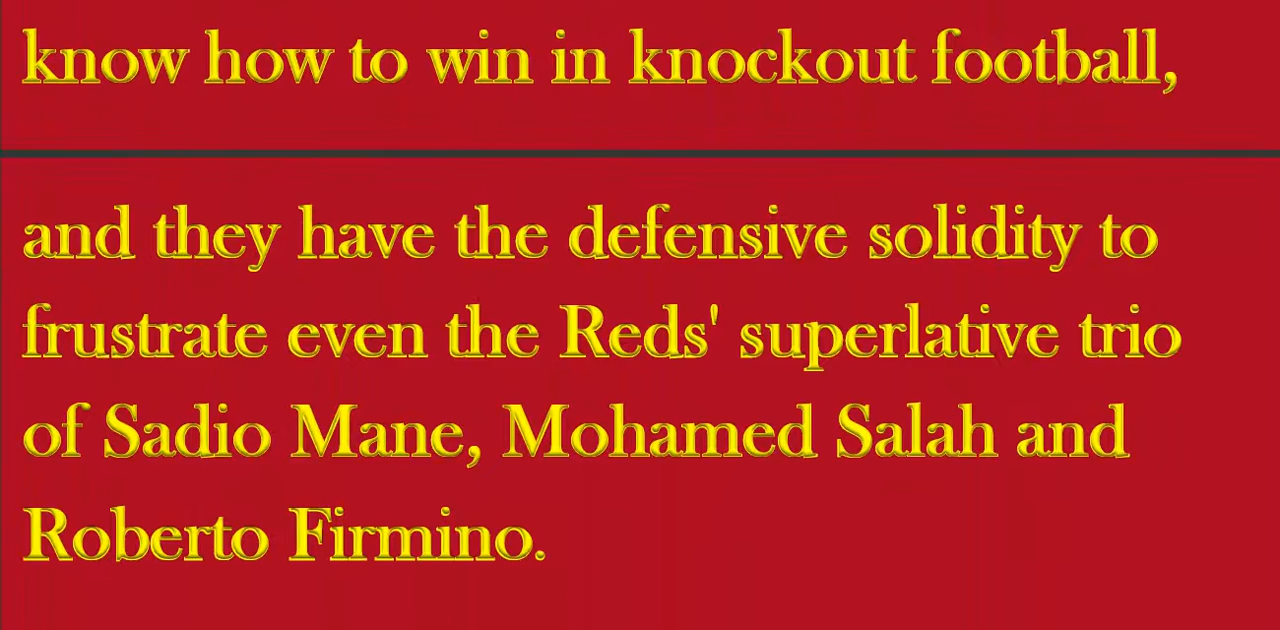 know how to win in knockout football,
and they have the defensive solidity to
frustrate even the Reds' superlative trio
of Sadio Mane, Mohamed Salah and
Roberto Firmino.